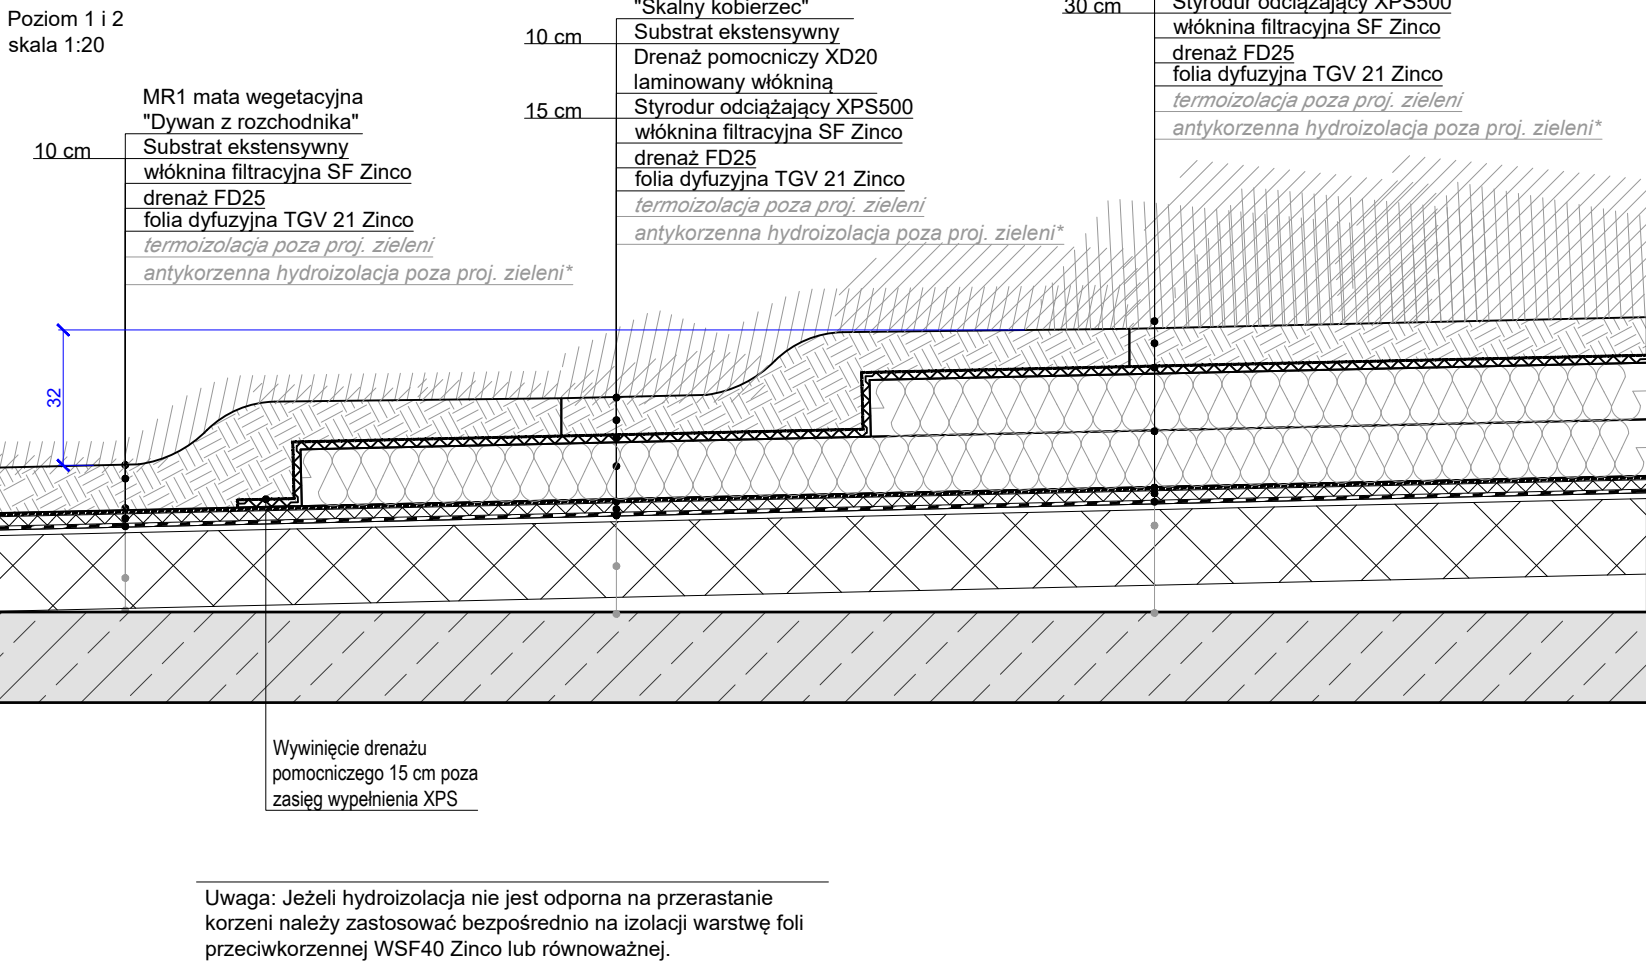 Poziom 1 i 2
skala 1:20
MR1 mata wegetacyjna
"Dywan z rozchodnika"
10 cm
Substrat ekstensywny
włóknina filtracyjna SF Zinco
drenaż FD25
folia dyfuzyjna TGV 21 Zinco
termoizolacja poza proj. zieleni
antykorzenna hydroizolacja poza proj. zieleni*
"Skalny kobierzec"
10 cm
Substrat ekstensywny
Drenaż pomocniczy XD20
laminowany włókniną
15 cm
Styrodur odciążający XPS500
włóknina filtracyjna SF Zinco
drenaż FD25
folia dyfuzyjna TGV 21 Zinco
termoizolacja poza proj. zieleni
antykorzenna hydroizolacja poza proj. zieleni*
30 cm
Styrodur odciążający XPS500
włóknina filtracyjna SF Zinco
drenaż FD25
folia dyfuzyjna TGV 21 Zinco
termoizolacja poza proj. zieleni
antykorzenna hydroizolacja poza proj. zieleni*
32
Wywinięcie drenażu
pomocniczego 15 cm poza
zasięg wypełnienia XPS
Uwaga: Jeżeli hydroizolacja nie jest odporna na przerastanie
korzeni należy zastosować bezpośrednio na izolacji warstwę foli
przeciwkorzennej WSF40 Zinco lub równoważnej.